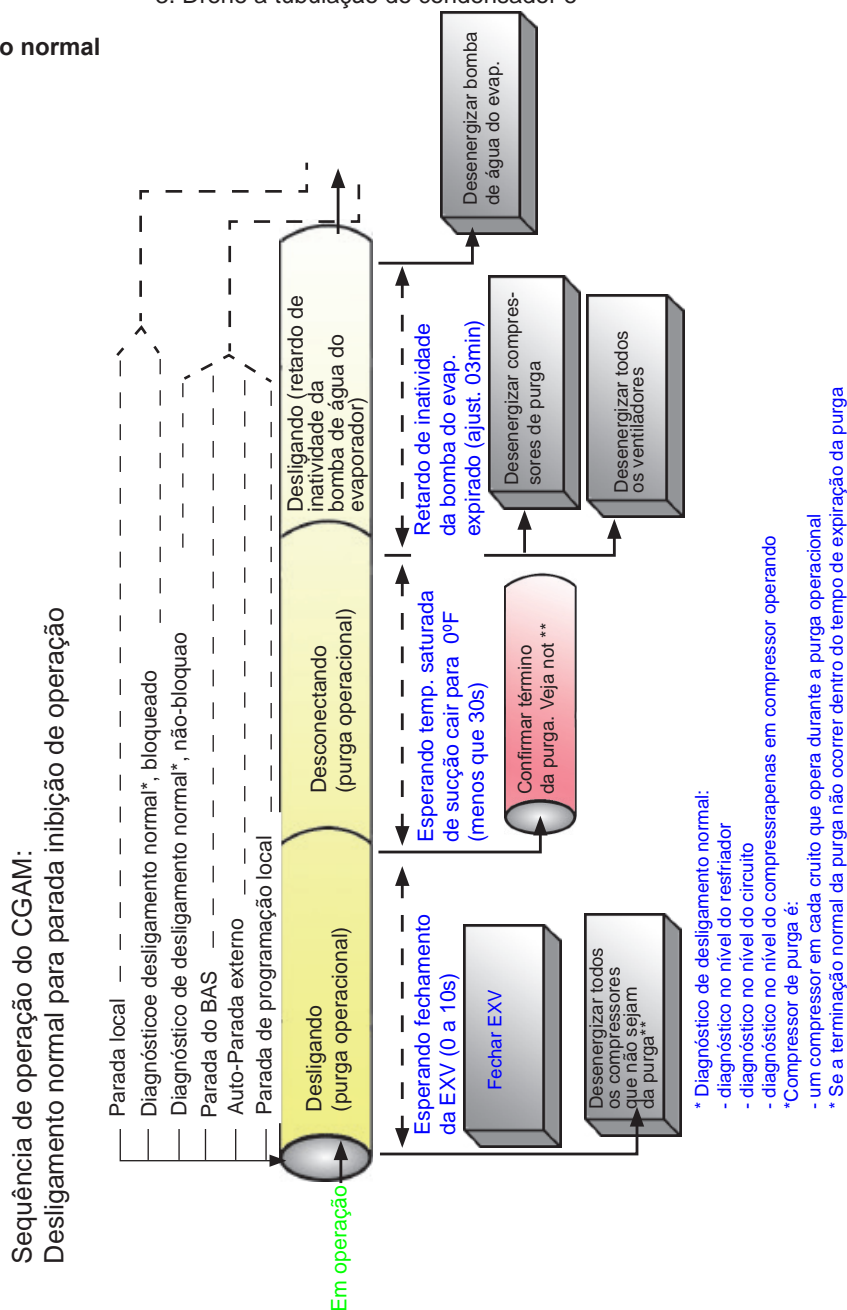 3. Drene a tubulação do condensador e
o normal
Sequência de operação do CGAM:
Desligamento normal para parada inibição de operação
Parada local
Diagnósticoe desligamento normal*, bloqueado
Diagnóstico de desligamento normal*, não-bloquao
Parada do BAS
Auto-Parada externo
Parada de programação local
Em operação
Desligando
(purga operacional)
Desconectando
(purga operacional)
Desligando (retardo de
inatividade da
bomba de água do
evaporador)
Esperando fechamento
da EXV (0 a 10s)
Esperando temp. saturada
de sucção cair para 0ºF
(menos que 30s)
Retardo de inatividade
da bomba do evap.
expirado (ajust. 03min)
Desenergizar bomba
de água do evap.
Fechar EXV
Confirmar término
da purga. Veja not **
Desenergizar compres-
sores de purga
Desenergizar todos
os compressores
que não sejam
da purga**
Desenergizar todos
os ventiladores
* Diagnóstico de desligamento normal:
- diagnóstico no nível do resfriador
- diagnóstico no nível do circuito
- diagnóstico no nível do compressrapenas em compressor operando
*Compressor de purga é:
- um compressor em cada cruito que opera durante a purga operacional
* Se a terminação normal da purga não ocorrer dentro do tempo de expiração da purga